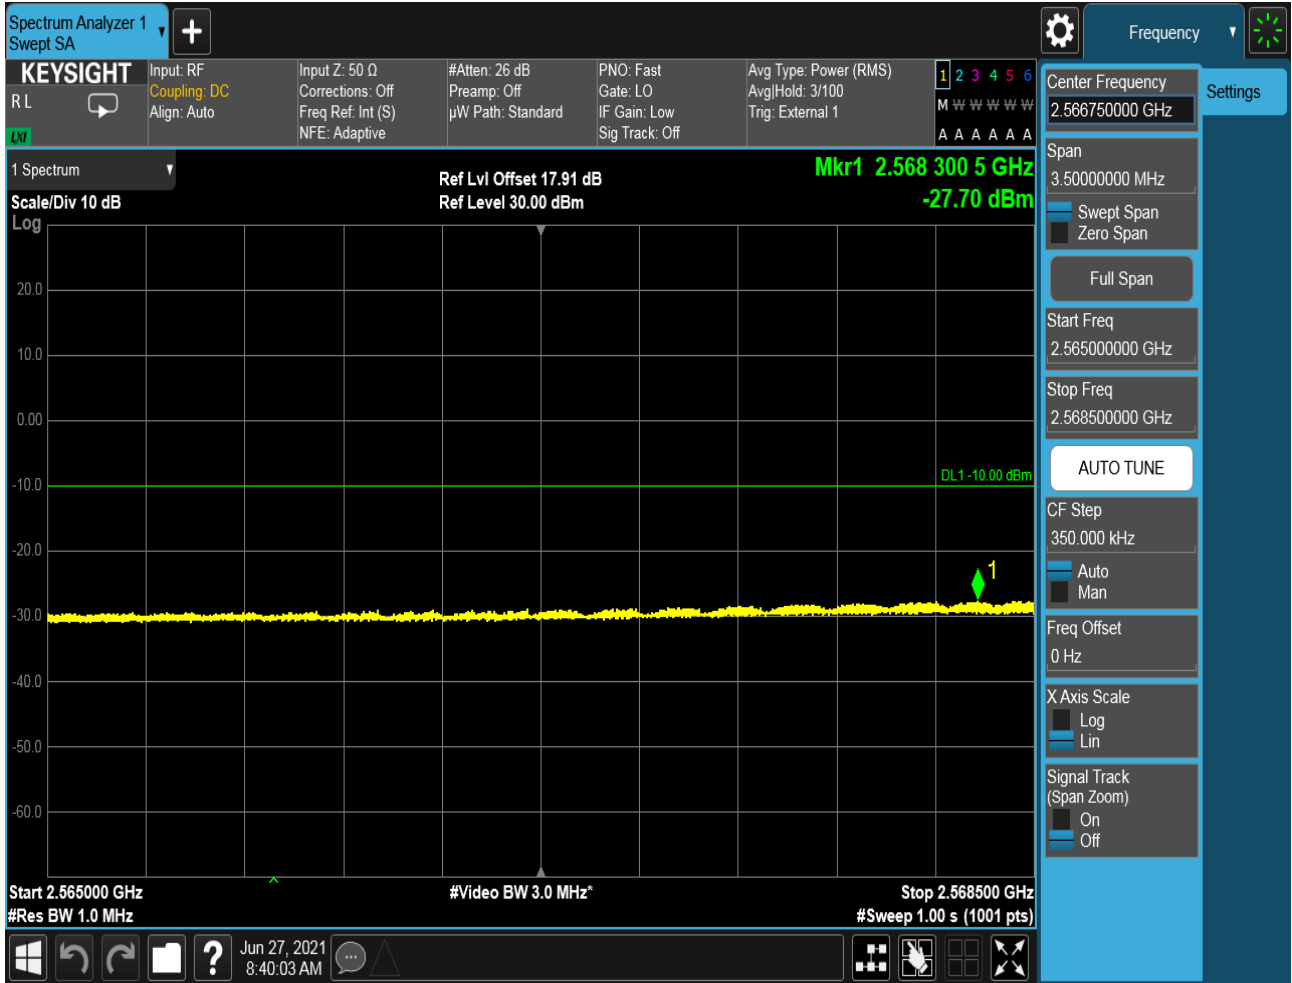 Spectrum Analyzer 1
Swept SA
Frequency
KEYSIGHT
R L
LXI
Input: RF
Coupling: DC
Align: Auto
Input Z: 50 Ω
Corrections: Off
Freq Ref: Int (S)
NFE: Adaptive
#Atten: 26 dB
Preamp: Off
µW Path: Standard
PNO: Fast
Gate: LO
IF Gain: Low
Sig Track: Off
Avg Type: Power (RMS)
Avg|Hold: 3/100
Trig: External 1
1 2 3 4 5 6
M W W W W W
A A A A A A
1 Spectrum
Scale/Div 10 dB
Log
Ref Lvl Offset 17.91 dB
Ref Level 30.00 dBm
Mkr1 2.568 300 5 GHz
-27.70 dBm
20.0
10.0
0.00
-10.0
-20.0
-30.0
-40.0
-50.0
-60.0
DL1 -10.00 dBm
1
Start 2.565000 GHz
#Res BW 1.0 MHz
#Video BW 3.0 MHz*
Stop 2.568500 GHz
#Sweep 1.00 s (1001 pts)
Center Frequency
2.566750000 GHz
Span
3.50000000 MHz
Swept Span
Zero Span
Full Span
Start Freq
2.565000000 GHz
Stop Freq
2.568500000 GHz
AUTO TUNE
CF Step
350.000 kHz
Auto
Man
Freq Offset
0 Hz
X Axis Scale
Log
Lin
Signal Track
(Span Zoom)
On
Off
Settings
?
Jun 27, 2021
8:40:03 AM